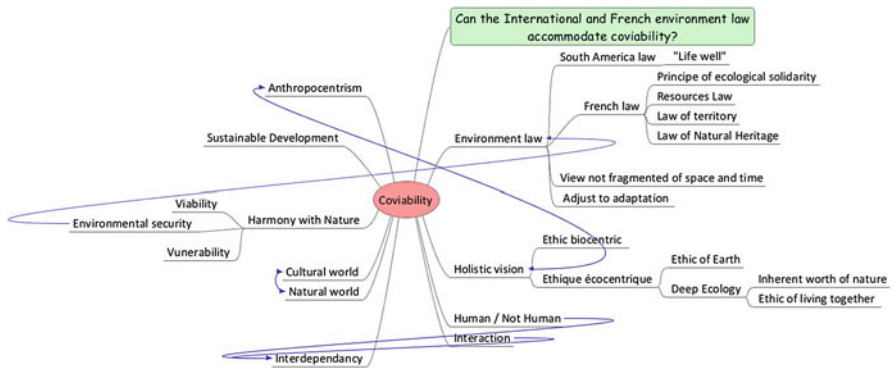 Can the International and French environment law
accommodate coviability?
South America law
"Life well"
Principe of ecological solidarity
Anthropocentrism
Resources Law
French law
Law of territory
Sustainable Development
Environment law
Law of Natural Heritage
View not fragmented of space and time
Coviability
Adjust to adaptation
Viability
Environmental security
Harmony with Nature
Vunerability
Ethic biocentric
Ethic of Earth
Holistic vision
Cultural world
Ethique écocentrique
Inherent worth of nature
Natural world
Deep Ecology
Ethic of living together
Human / Not Human
Interaction
Interdependancy